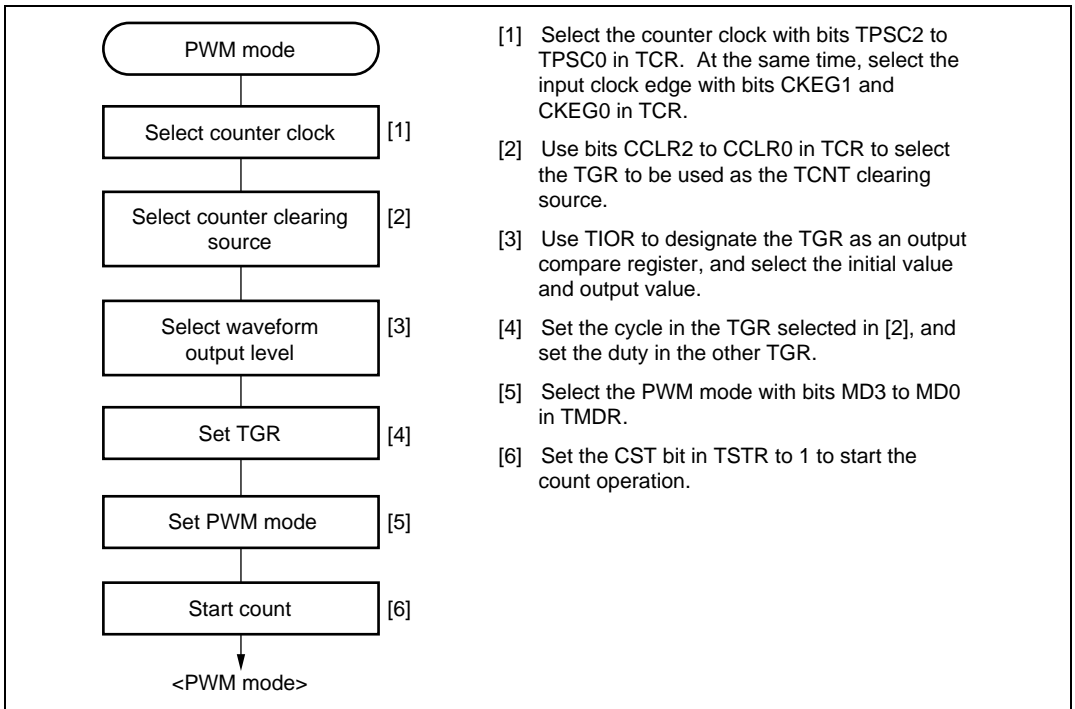 PWM mode
Select counter clock
[1]
Select counter clearing
source
[2]
Select waveform
output level
[3]
Set TGR
[4]
Set PWM mode
[5]
Start count
[6]
<PWM mode>
[1] Select the counter clock with bits TPSC2 to
TPSC0 in TCR. At the same time, select the
input clock edge with bits CKEG1 and
CKEG0 in TCR.
[2] Use bits CCLR2 to CCLR0 in TCR to select
the TGR to be used as the TCNT clearing
source.
[3] Use TIOR to designate the TGR as an output
compare register, and select the initial value
and output value.
[4] Set the cycle in the TGR selected in [2], and
set the duty in the other TGR.
[5] Select the PWM mode with bits MD3 to MD0
in TMDR.
[6] Set the CST bit in TSTR to 1 to start the
count operation.